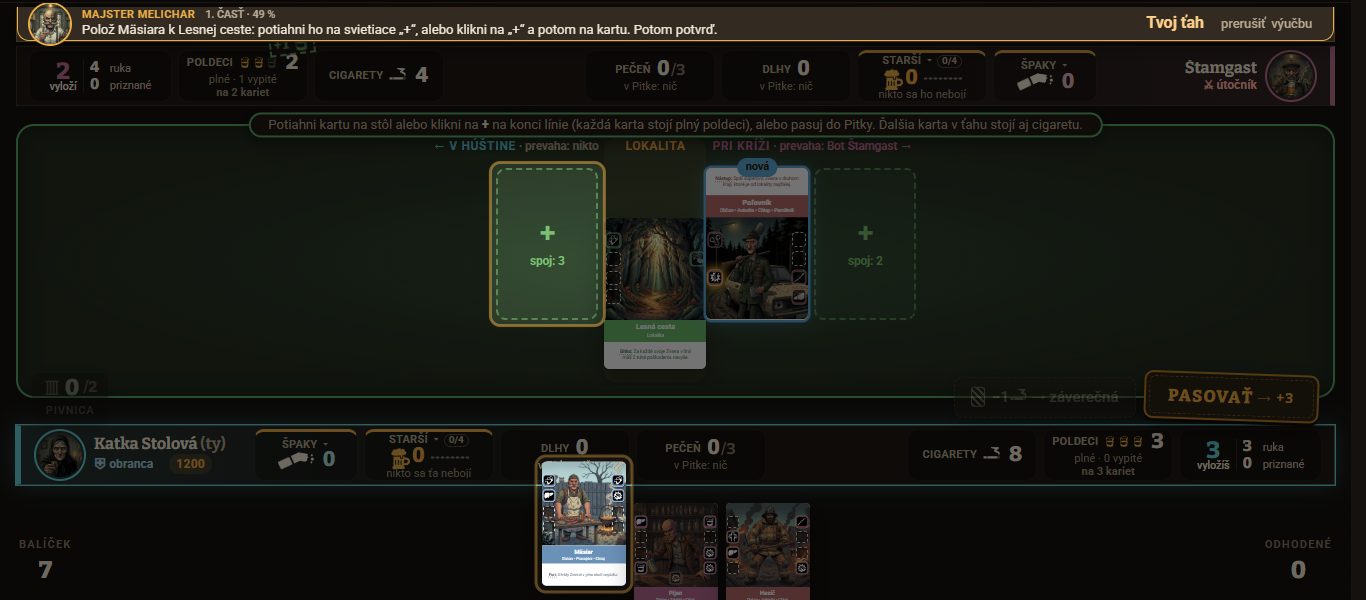 MAJSTER MELICHAR 1. ČASŤ · 49 %
Polož Mäsiara k Lesnej ceste: potiahni ho na svietiace „+“, alebo klikni na „+“ a potom na kartu. Potom potvrď.
Tvoj ťah prerušiť výučbu
2 vyloží
4 ruka
0 priznané
POLDECI 2
plné · 1 vypité
na 2 kariet
CIGARETY 4
PEČEŇ 0/3
v Pitke: nič
DLHY 0
v Pitke: nič
STARŠÍ 0/4
0
nikto sa ho nebojí
ŠPAKY
0
Štamgast
útočník
Potiahni kartu na stôl alebo klikni na + na konci línie (každá karta stojí plný poldeci), alebo pasuj do Pitky. Ďalšia karta v ťahu stojí aj cigaretu.
← V HÚŠTINE · prevaha: nikto
LOKALITA
PRI KRÍŽI · prevaha: Bot Štamgast →
nová
+
spoj: 3
Lesná cesta
Lokalita
Poľovník
+
spoj: 2
0/2
PIVNICA
−1 → záverečná
PASOVAŤ → +3
Katka Stolová (ty)
obranca 1200
ŠPAKY
0
STARŠÍ 0/4
0
nikto sa ťa nebojí
DLHY 0
PEČEŇ 0/3
v Pitke: nič
CIGARETY 8
POLDECI 3
plné · 0 vypité
na 3 kariet
3 vyložíš
3 ruka
0 priznané
BALÍČEK
7
Mäsiar
Pijan
Hasič
ODHODENÉ
0